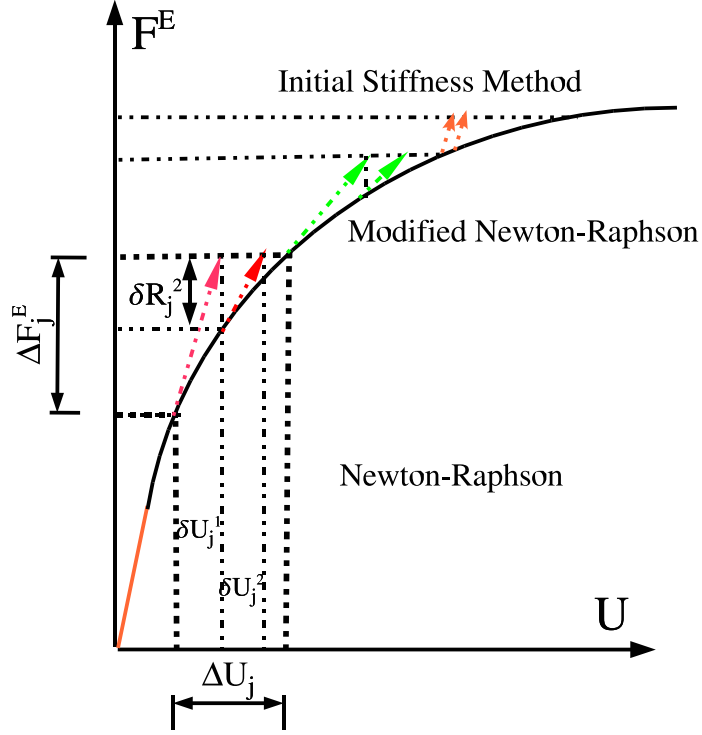 F^E
Initial Stiffness Method
Modified Newton-Raphson
δR_j^2
ΔF_j^E
Newton-Raphson
δU_j^1
δU_j^2
U
ΔU_j